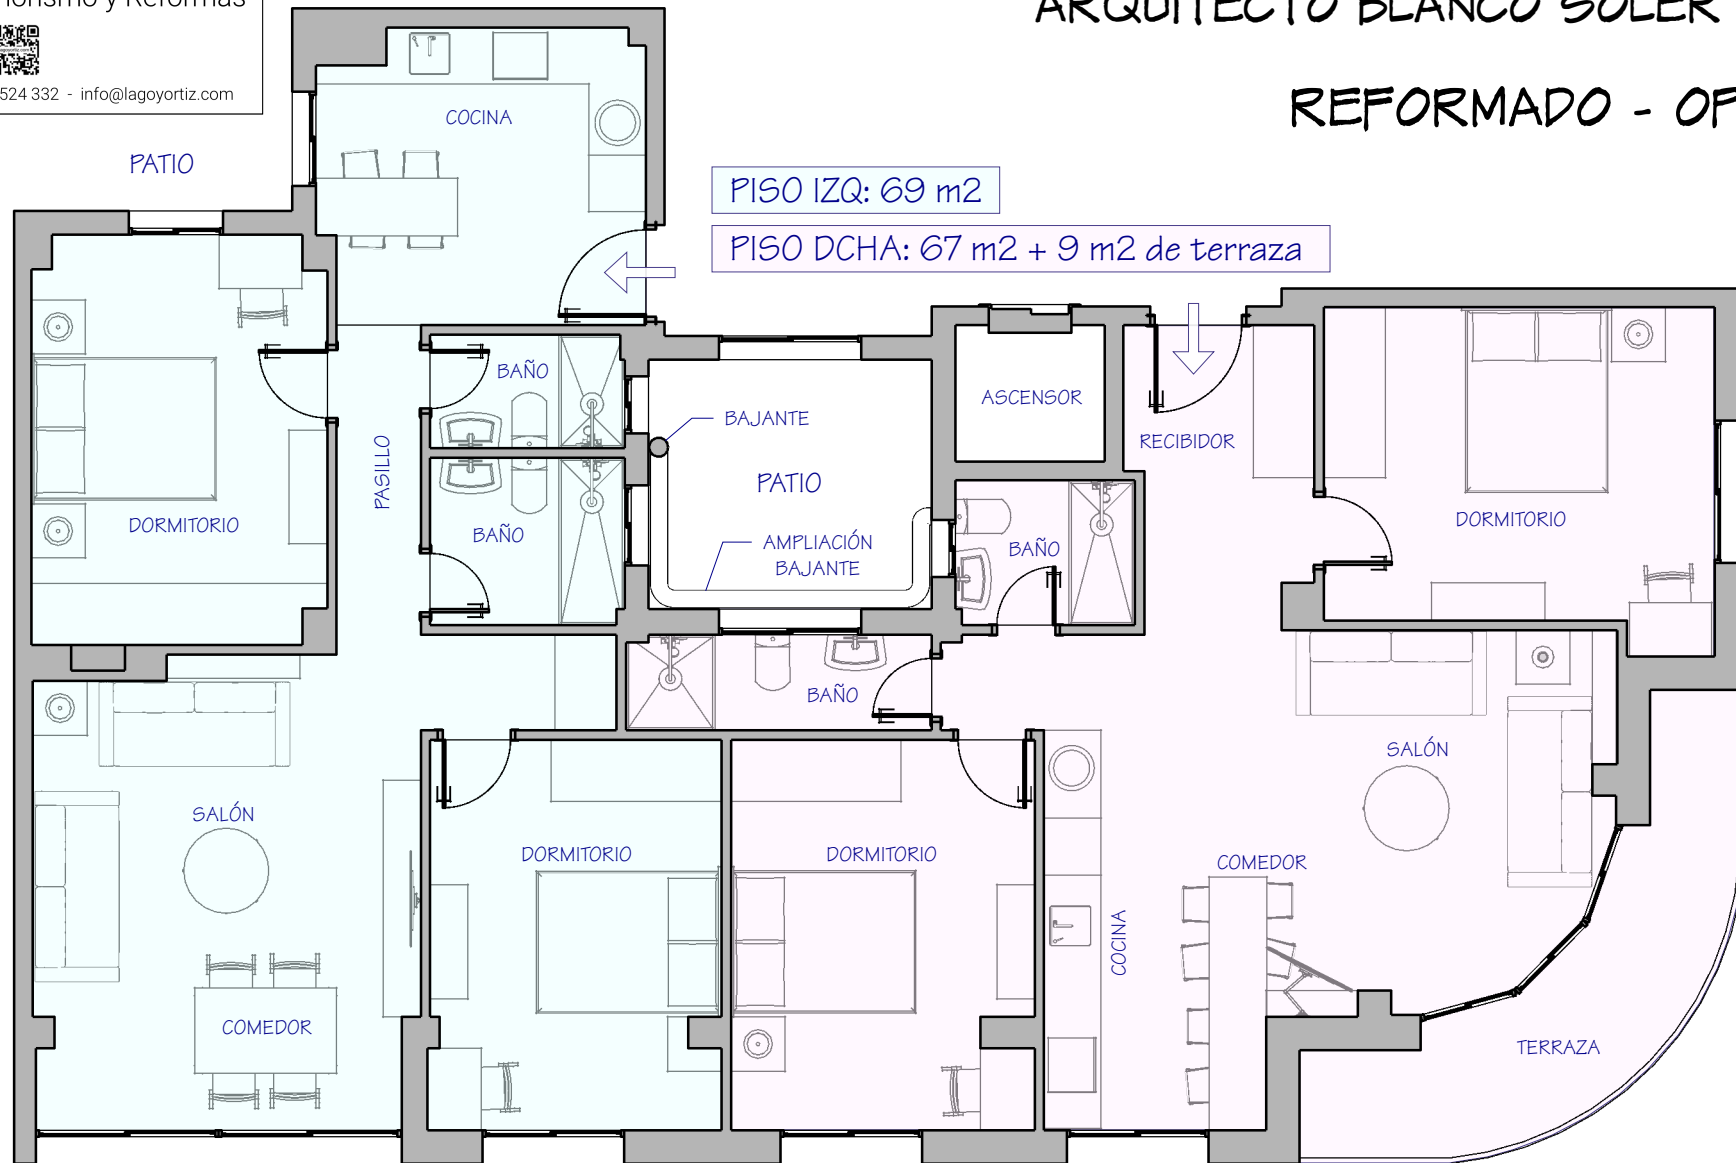 ARQUITECTO BLANCO SOLER
524 332 - info@lagoyortiz.com
REFORMADO -
COCINA
PATIO
PISO IZQ: 69 m2
PISO DCHA: 67 m2 + 9 m2 de terraza
BAÑO
ASCENSOR
BAJANTE
RECIBIDOR
PASILLO
PATIO
DORMITORIO
DORMITORIO
BAÑO
AMPLIACIÓN
BAJANTE
BAÑO
BAÑO
SALÓN
SALÓN
DORMITORIO
DORMITORIO
COMEDOR
COCINA
COMEDOR
TERRAZA